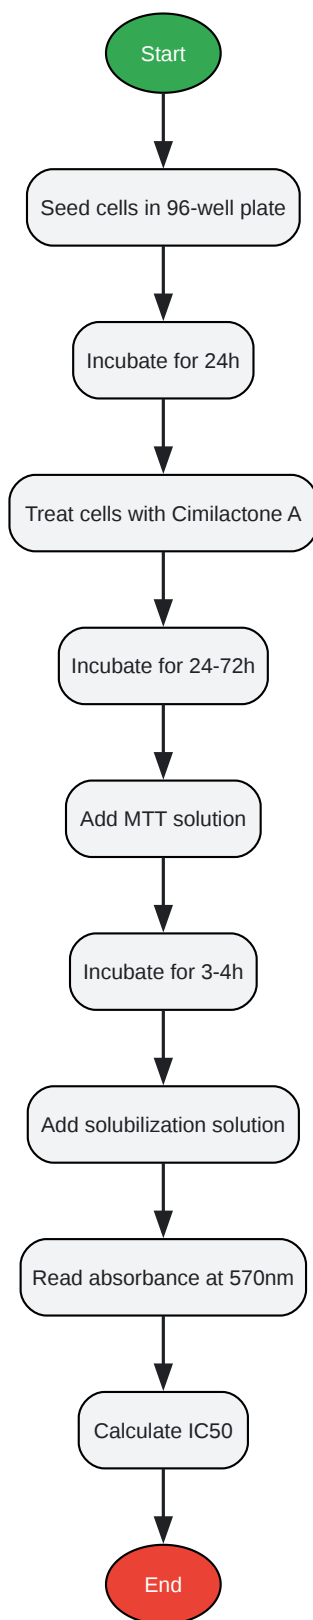 Start
Seed cells in 96-well plate
Incubate for 24h
Treat cells with Cimilactone A
Incubate for 24-72h
Add MTT solution
Incubate for 3-4h
Add solubilization solution
Read absorbance at 570nm
Calculate IC50
End